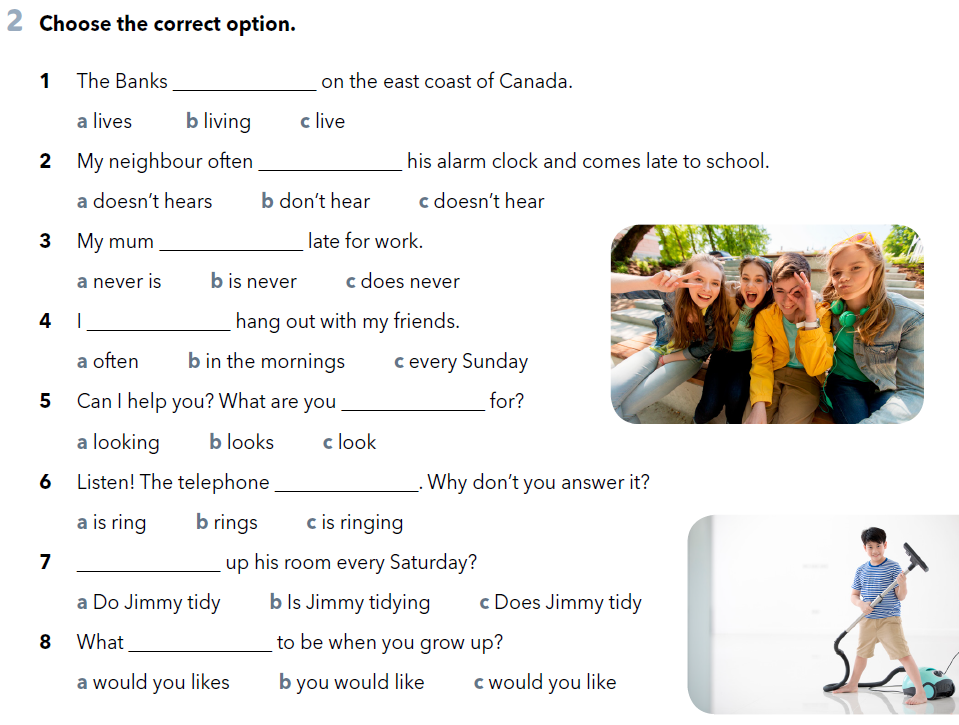 2 Choose the correct option.
1 The Banks ______________ on the east coast of Canada.
a lives b living c live
2 My neighbour often ______________ his alarm clock and comes late to school.
a doesn’t hears b don’t hear c doesn’t hear
3 My mum ______________ late for work.
a never is b is never c does never
4 I ______________ hang out with my friends.
a often b in the mornings c every Sunday
5 Can I help you? What are you ______________ for?
a looking b looks c look
6 Listen! The telephone ______________. Why don’t you answer it?
a is ring b rings c is ringing
7 ______________ up his room every Saturday?
a Do Jimmy tidy b Is Jimmy tidying c Does Jimmy tidy
8 What ______________ to be when you grow up?
a would you likes b you would like c would you like